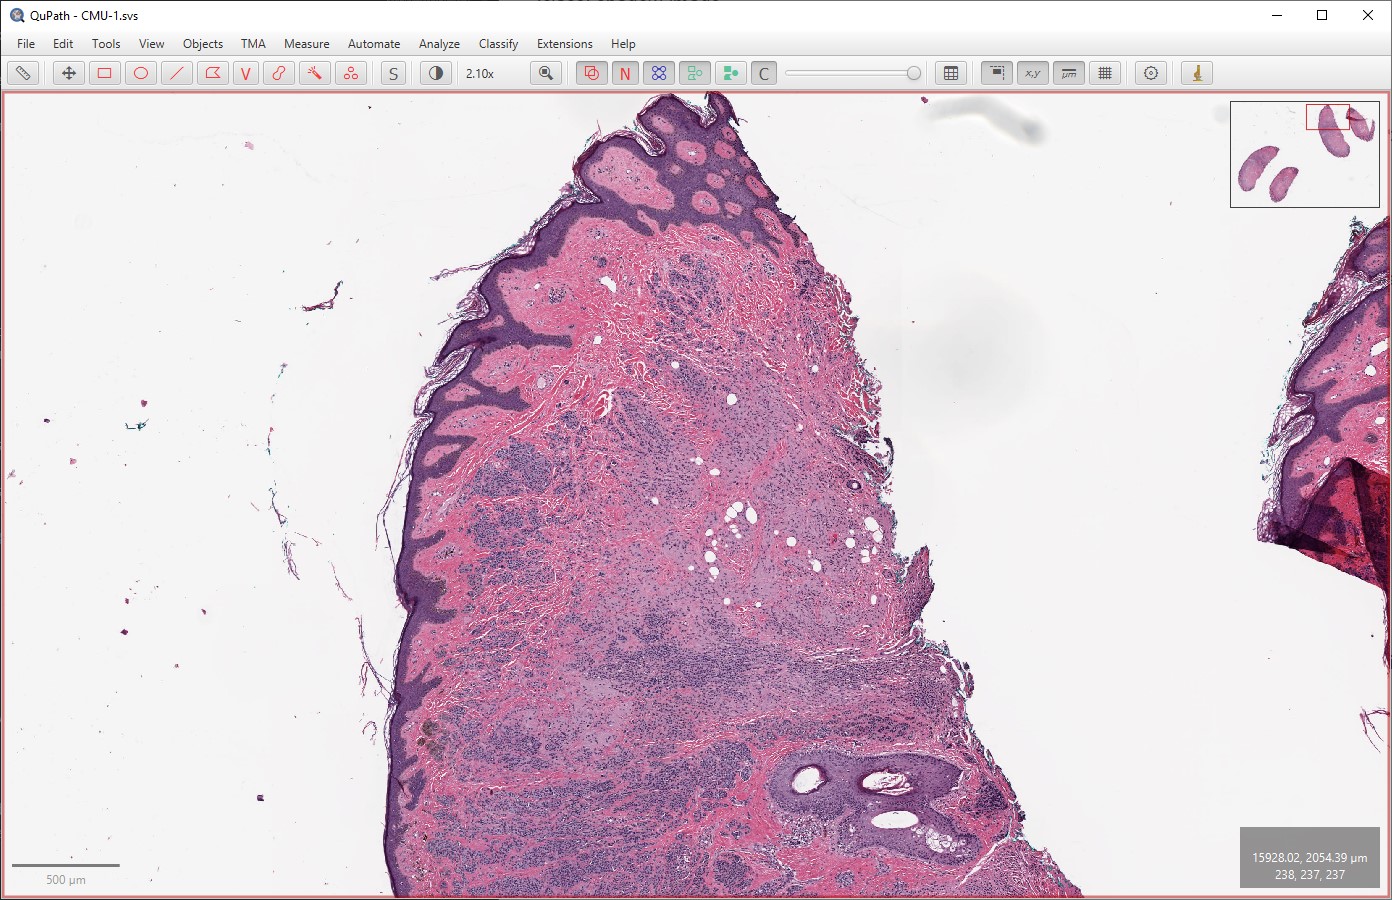 QuPath - CMU-1.svs
File Edit Tools View Objects TMA Measure Automate Analyze Classify Extensions Help
V S 2.10x N C x,y μm
500 μm
15928.02, 2054.39 μm
238, 237, 237